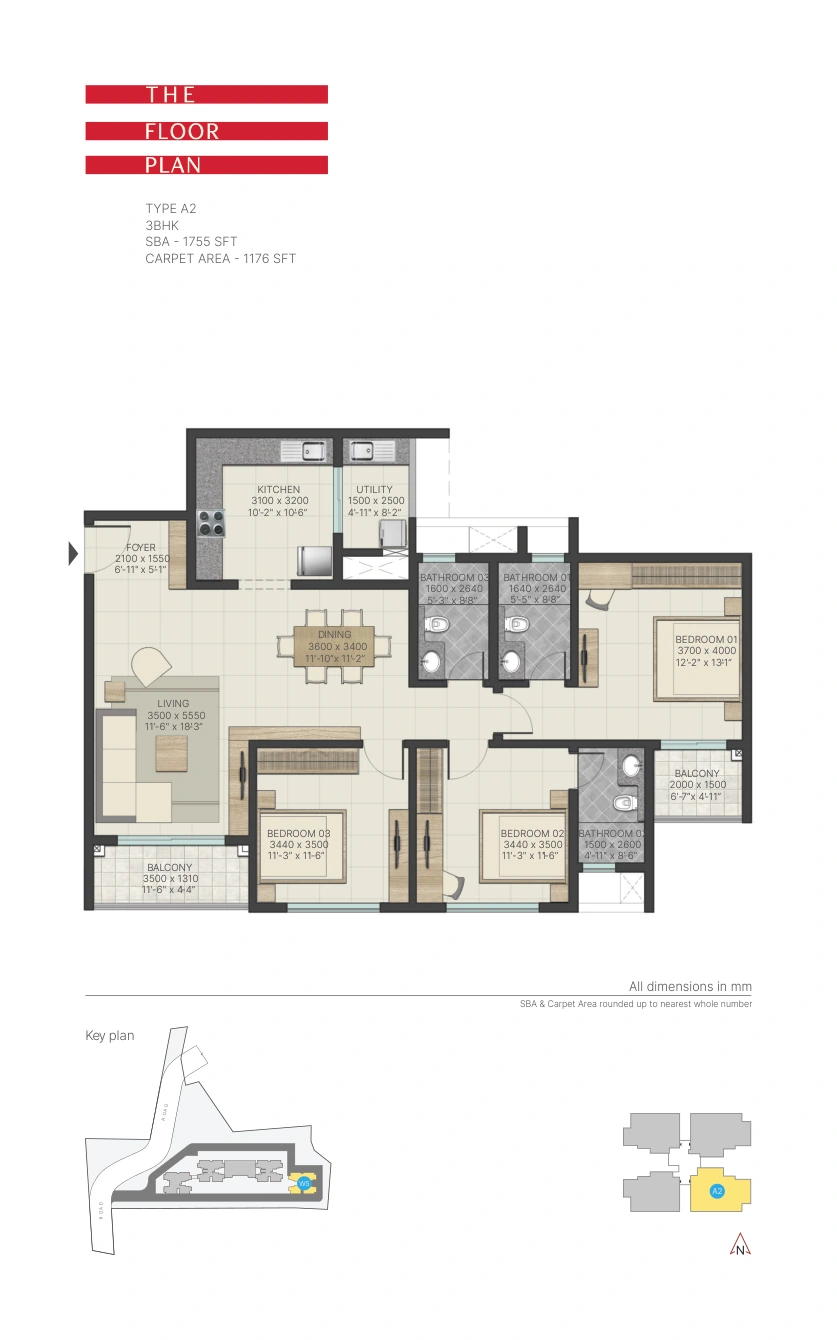 THE
FLOOR
PLAN
TYPE A2
3BHK
SBA - 1755 SFT
CARPET AREA - 1176 SFT
KITCHEN
3100 x 3200
10'-2" x 10'-6"
UTILITY
1500 x 2500
4'-11" x 8'-2"
FOYER
2100 x 1550
6'-11" x 5'-1"
BATHROOM 03
1600 x 2640
5'-3" x 8'-8"
BATHROOM 01
1640 x 2640
5'-5" x 8'-8"
DINING
3600 x 3400
11'-10"x 11'-2"
BEDROOM 01
3700 x 4000
12'-2" x 13'-1"
LIVING
3500 x 5550
11'-6" x 18'-3"
BALCONY
2000 x 1500
6'-7"x 4'-11"
BEDROOM 03
3440 x 3500
11'-3" x 11'-6"
BEDROOM 02
3440 x 3500
11'-3" x 11'-6"
BATHROOM 02
1500 x 2600
4'-11" x 8'-6"
BALCONY
3500 x 1310
11'-6" x 4'-4"
All dimensions in mm
SBA & Carpet Area rounded up to nearest whole number
Key plan
ROAD
W5
ROAD
A2
N